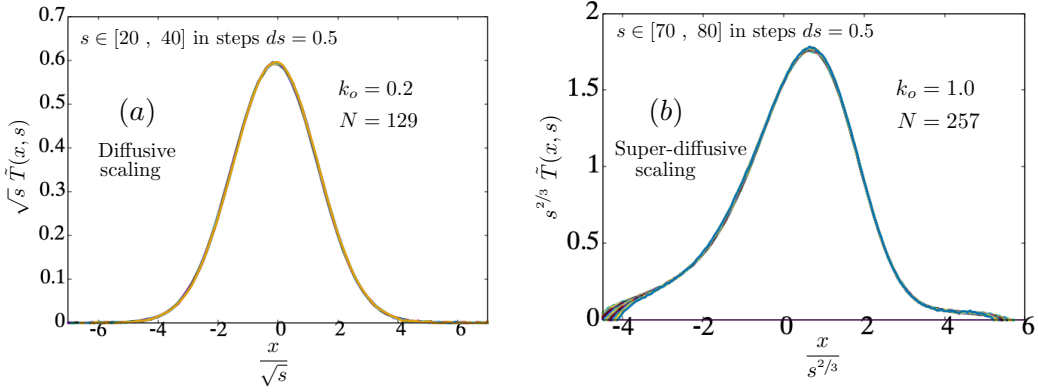 s ∈ [20 , 40] in steps ds = 0.5
(a)
k_o = 0.2
N = 129
Diffusive
scaling
√s T̃(x, s)
0.7
0.6
0.5
0.4
0.3
0.2
0.1
0
-6 -4 -2 0 2 4 6
x/√s
s ∈ [70 , 80] in steps ds = 0.5
(b)
k_o = 1.0
N = 257
Super-diffusive
scaling
s^{2/3} T̃(x, s)
2
1.5
1
0.5
0
-4 -2 0 2 4 6
x/s^{2/3}